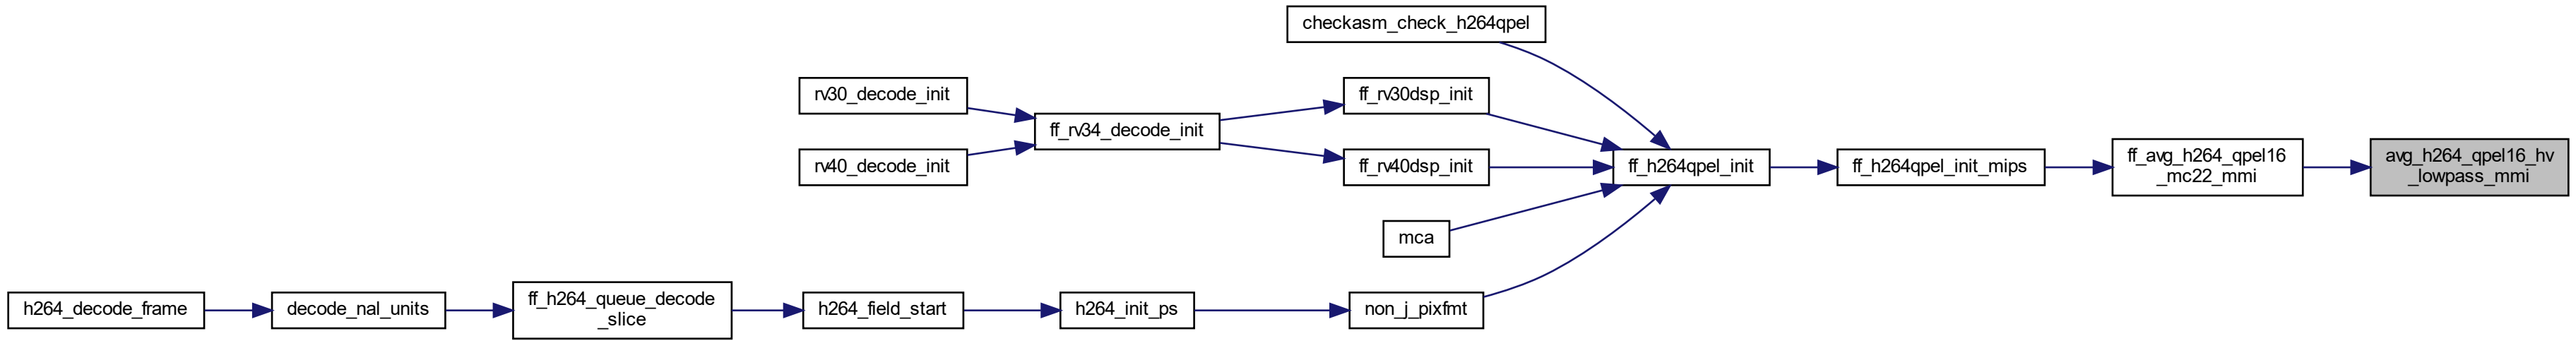 checkasm_check_h264qpel
rv30_decode_init
ff_rv30dsp_init
ff_rv34_decode_init
rv40_decode_init
ff_rv40dsp_init
ff_h264qpel_init
ff_h264qpel_init_mips
ff_avg_h264_qpel16
_mc22_mmi
avg_h264_qpel16_hv
_lowpass_mmi
mca
h264_decode_frame
decode_nal_units
ff_h264_queue_decode
_slice
h264_field_start
h264_init_ps
non_j_pixfmt